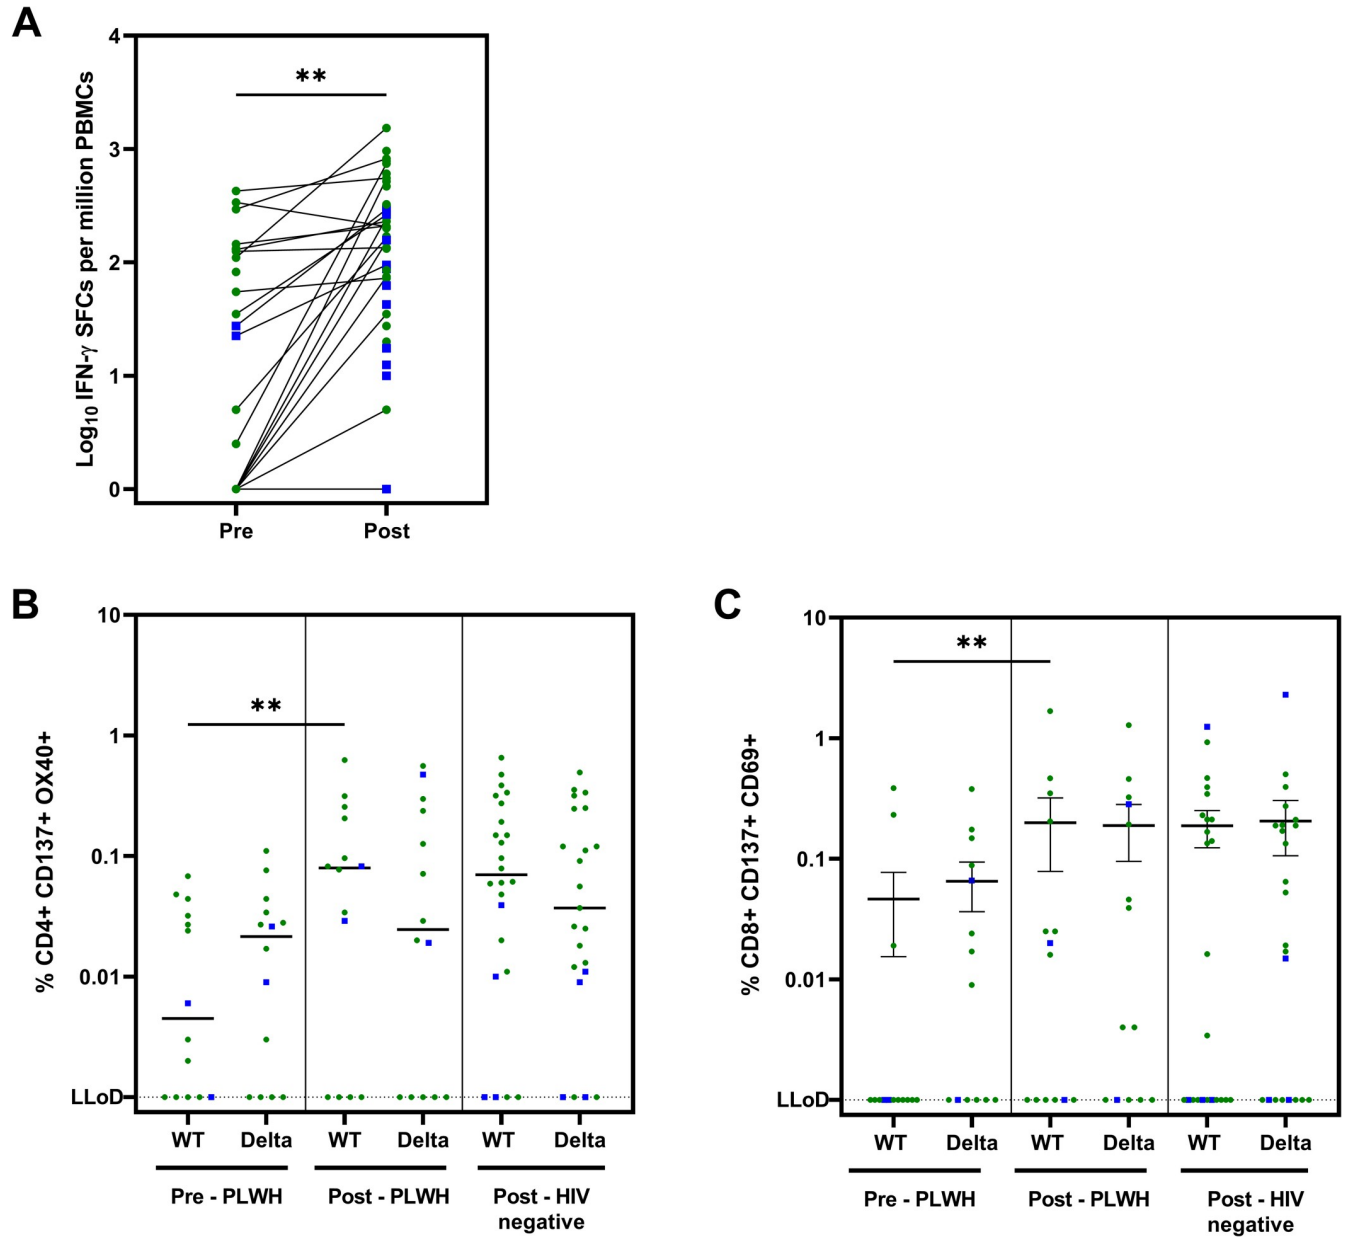 A
Log10 IFN-γ SFCs per million PBMCs
4
3
2
1
0
**
Pre Post
B
% CD4+ CD137+ OX40+
10
1
0.1
0.01
LLoD
**
WT Delta WT Delta WT Delta
Pre - PLWH Post - PLWH Post - HIV
negative
C
% CD8+ CD137+ CD69+
10
1
0.1
0.01
LLoD
**
WT Delta WT Delta WT Delta
Pre - PLWH Post - PLWH Post - HIV
negative